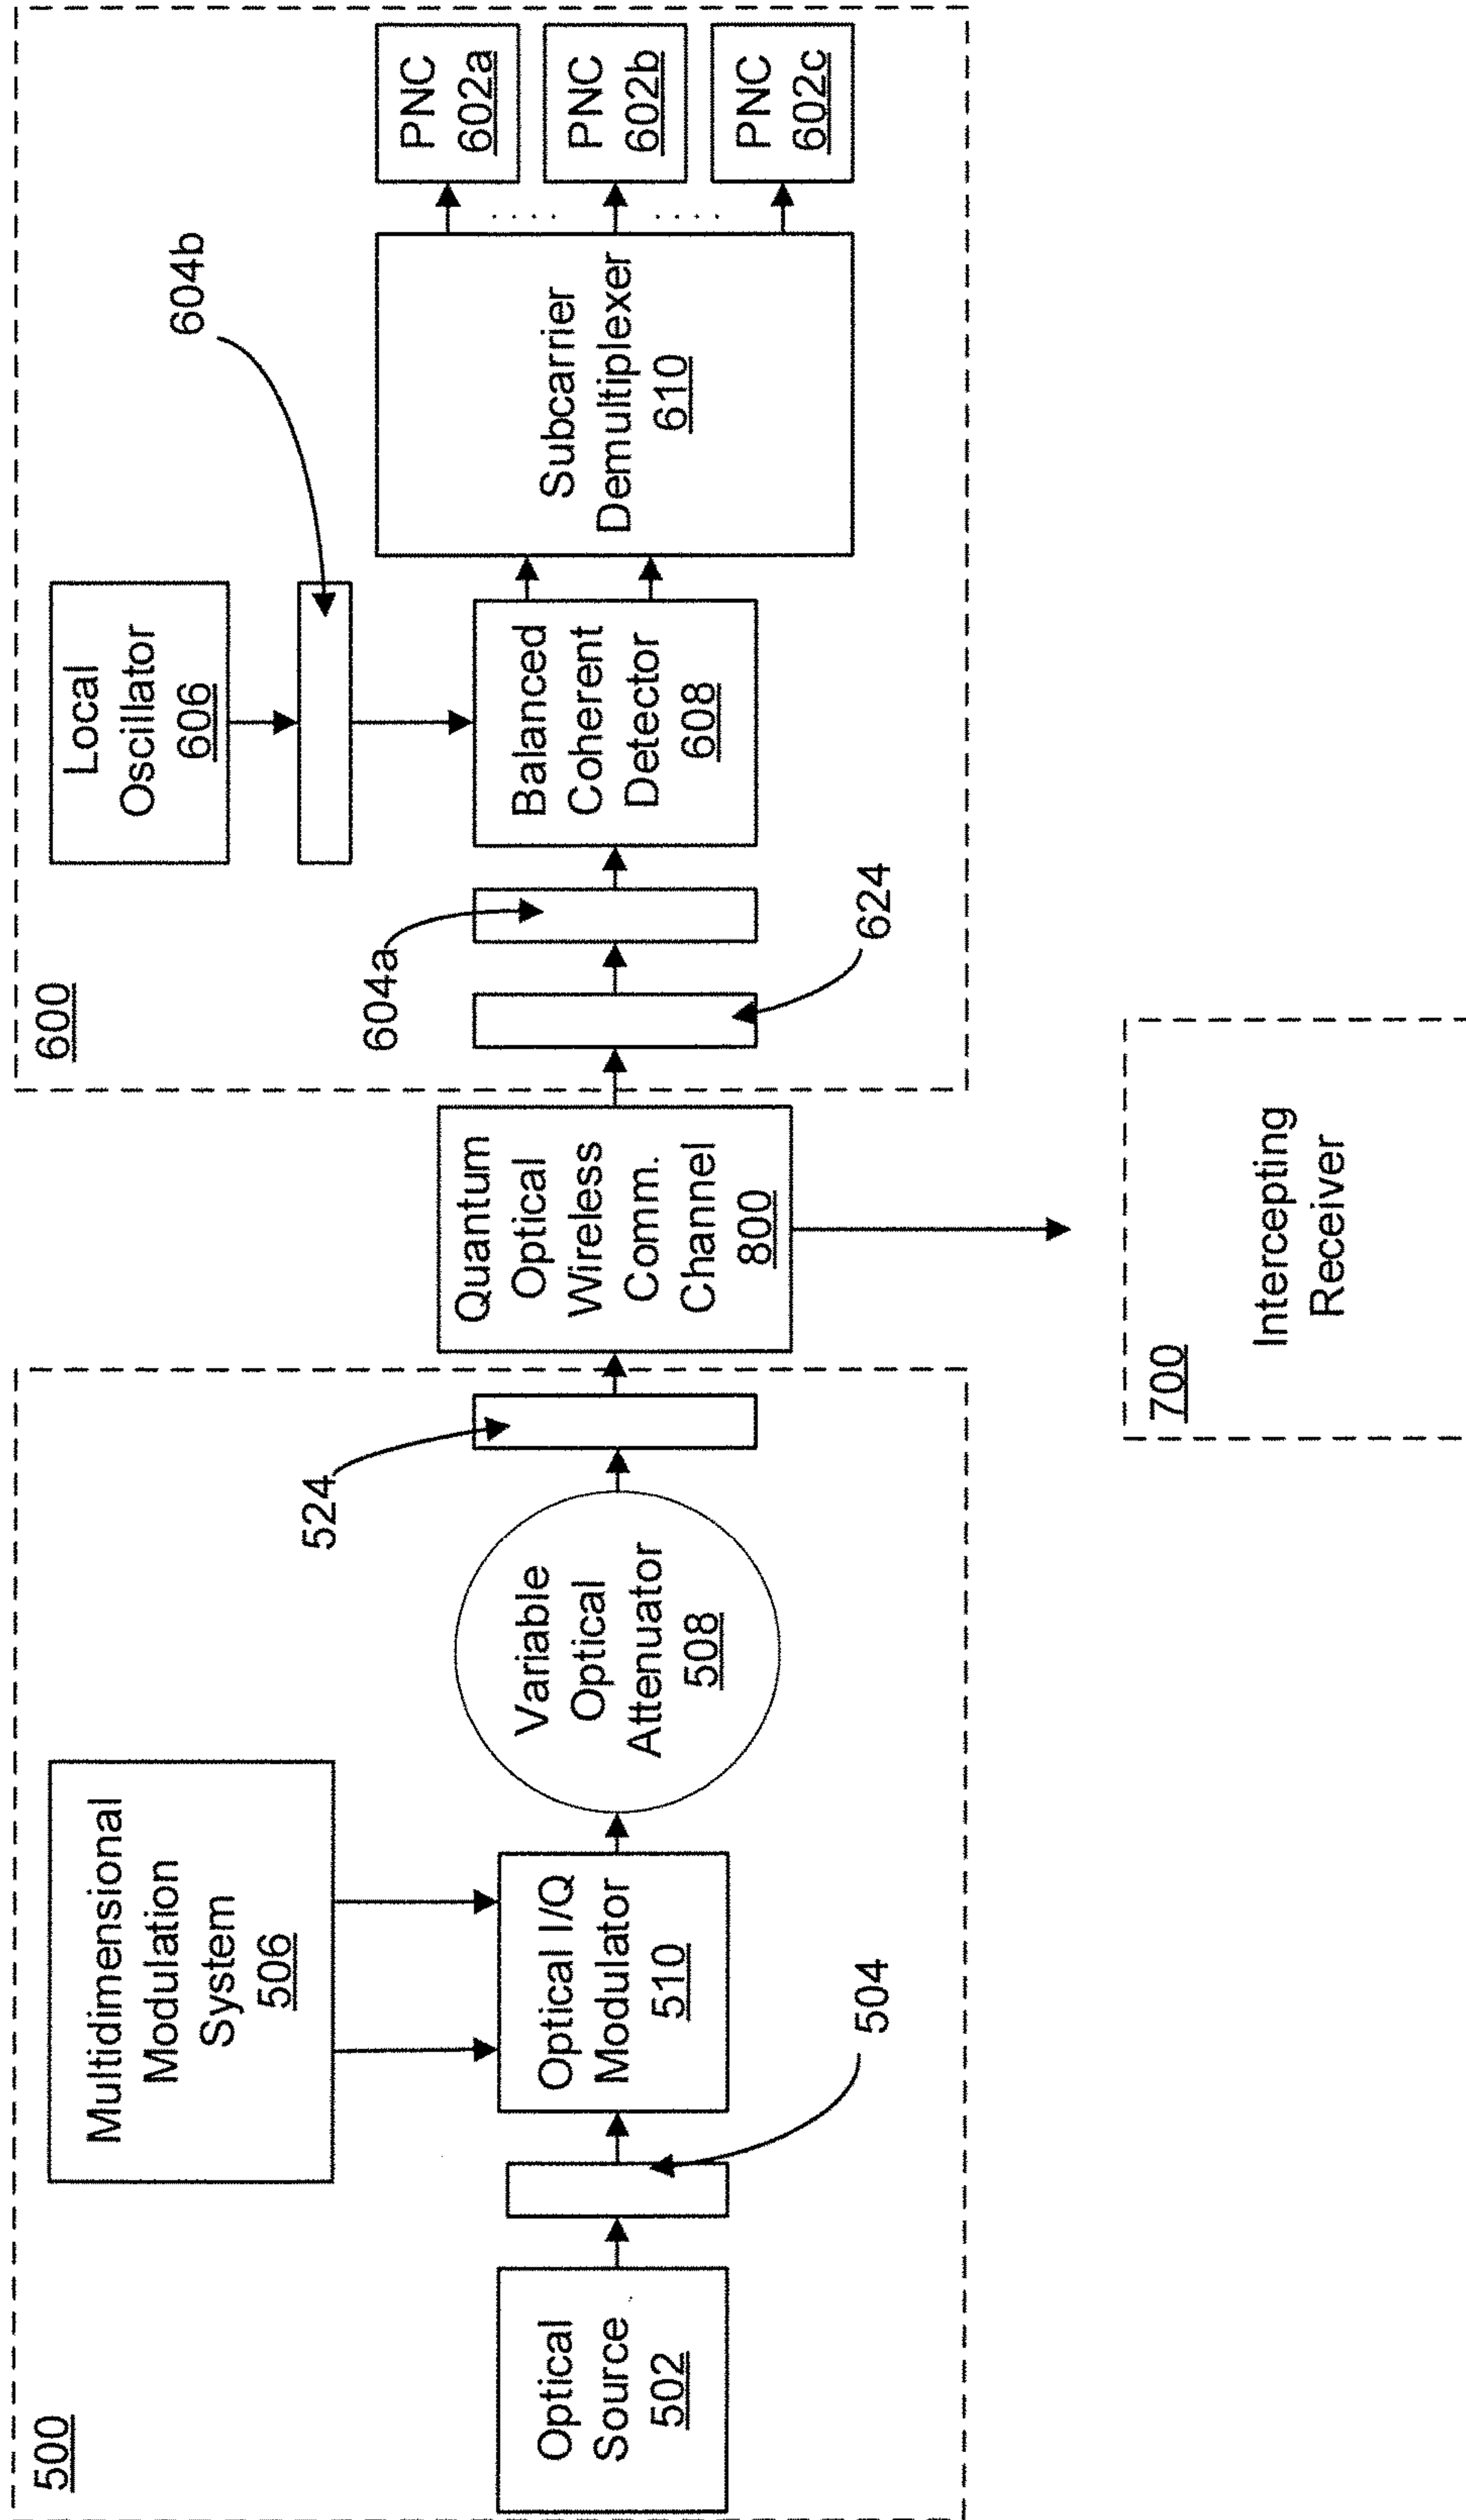 500
Multidimensional
Modulation
System
506
Optical
Source
502
504
Optical I/Q
Modulator
510
Variable
Optical
Attenuator
508
524
Quantum
Optical
Wireless
Comm.
Channel
800
600
624
604a
Local
Oscillator
606
604b
Balanced
Coherent
Detector
608
Subcarrier
Demultiplexer
610
PNC
602a
PNC
602b
PNC
602c
700
Intercepting
Receiver